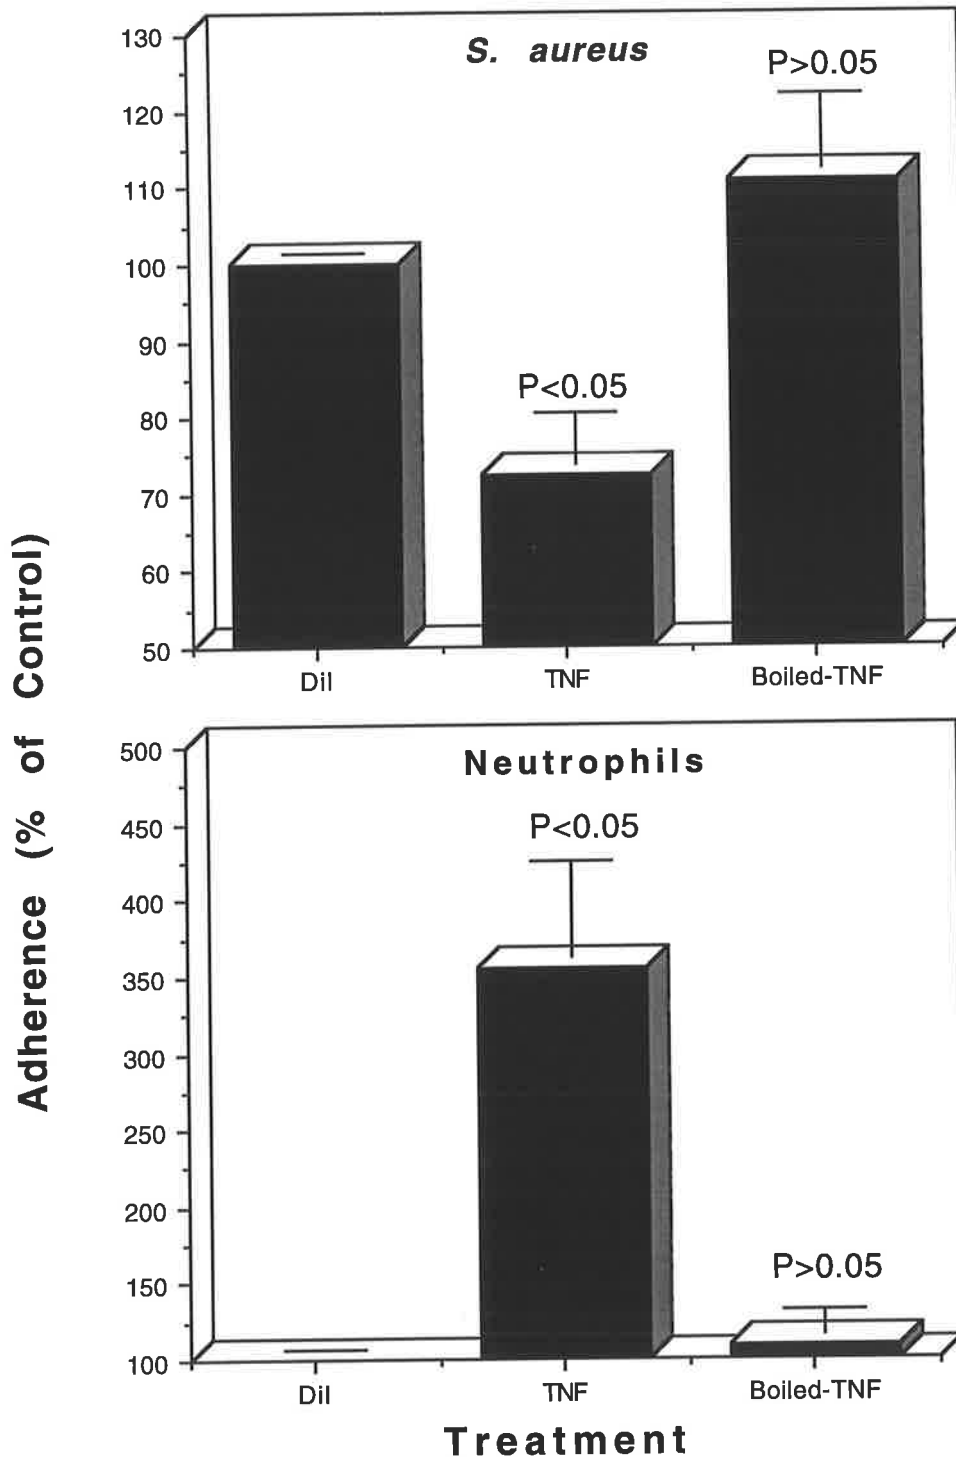 Adherence (% of Control)
S. aureus
130
120
110
100
90
80
70
60
50
P<0.05
P>0.05
Dil
TNF
Boiled-TNF
Neutrophils
500
450
400
350
300
250
200
150
100
P<0.05
P>0.05
Dil
TNF
Boiled-TNF
Treatment